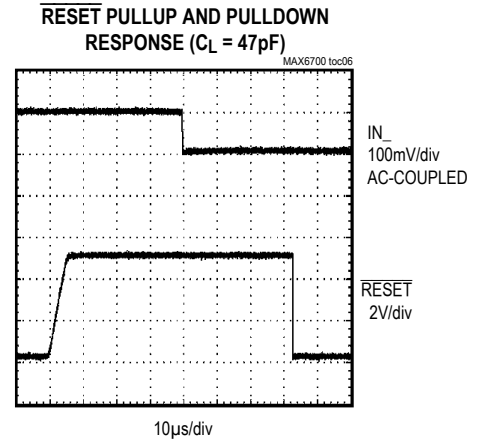 RESET PULLUP AND PULLDOWN
RESPONSE (CL = 47pF)
MAX6700 toc06
IN_
100mV/div
AC-COUPLED
RESET
2V/div
10μs/div